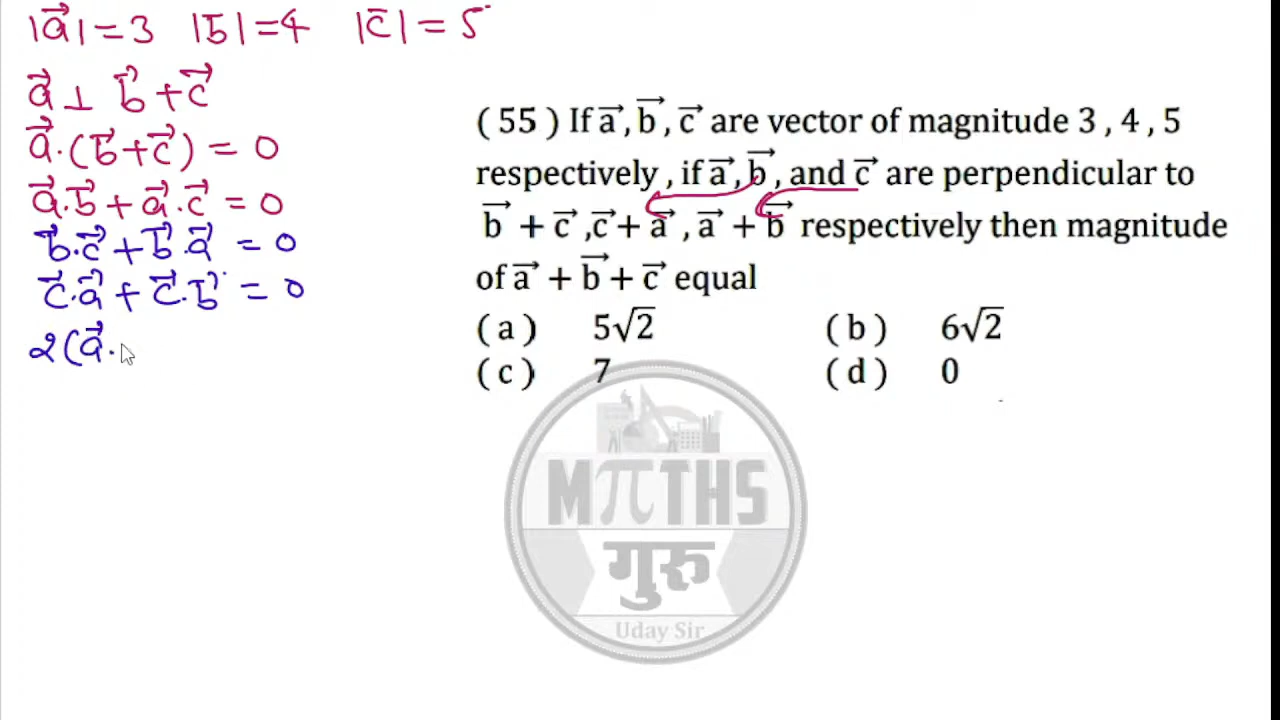 |a⃗| = 3 |b⃗| = 4 |c⃗| = 5
a⃗ ⊥ b⃗ + c⃗
a⃗·(b⃗ + c⃗) = 0
a⃗·b⃗ + a⃗·c⃗ = 0
b⃗·c⃗ + b⃗·a⃗ = 0
c⃗·a⃗ + c⃗·b⃗ = 0
2(a⃗·
( 55 ) If a⃗ , b⃗ , c⃗ are vector of magnitude 3 , 4 , 5
respectively , if a⃗ , b⃗ , and c⃗ are perpendicular to
b⃗ + c⃗ , c⃗ + a⃗ , a⃗ + b⃗ respectively then magnitude
of a⃗ + b⃗ + c⃗ equal
( a ) 5√2 ( b ) 6√2
( c ) 7 ( d ) 0
MπTHS
गुरु
Uday Sir